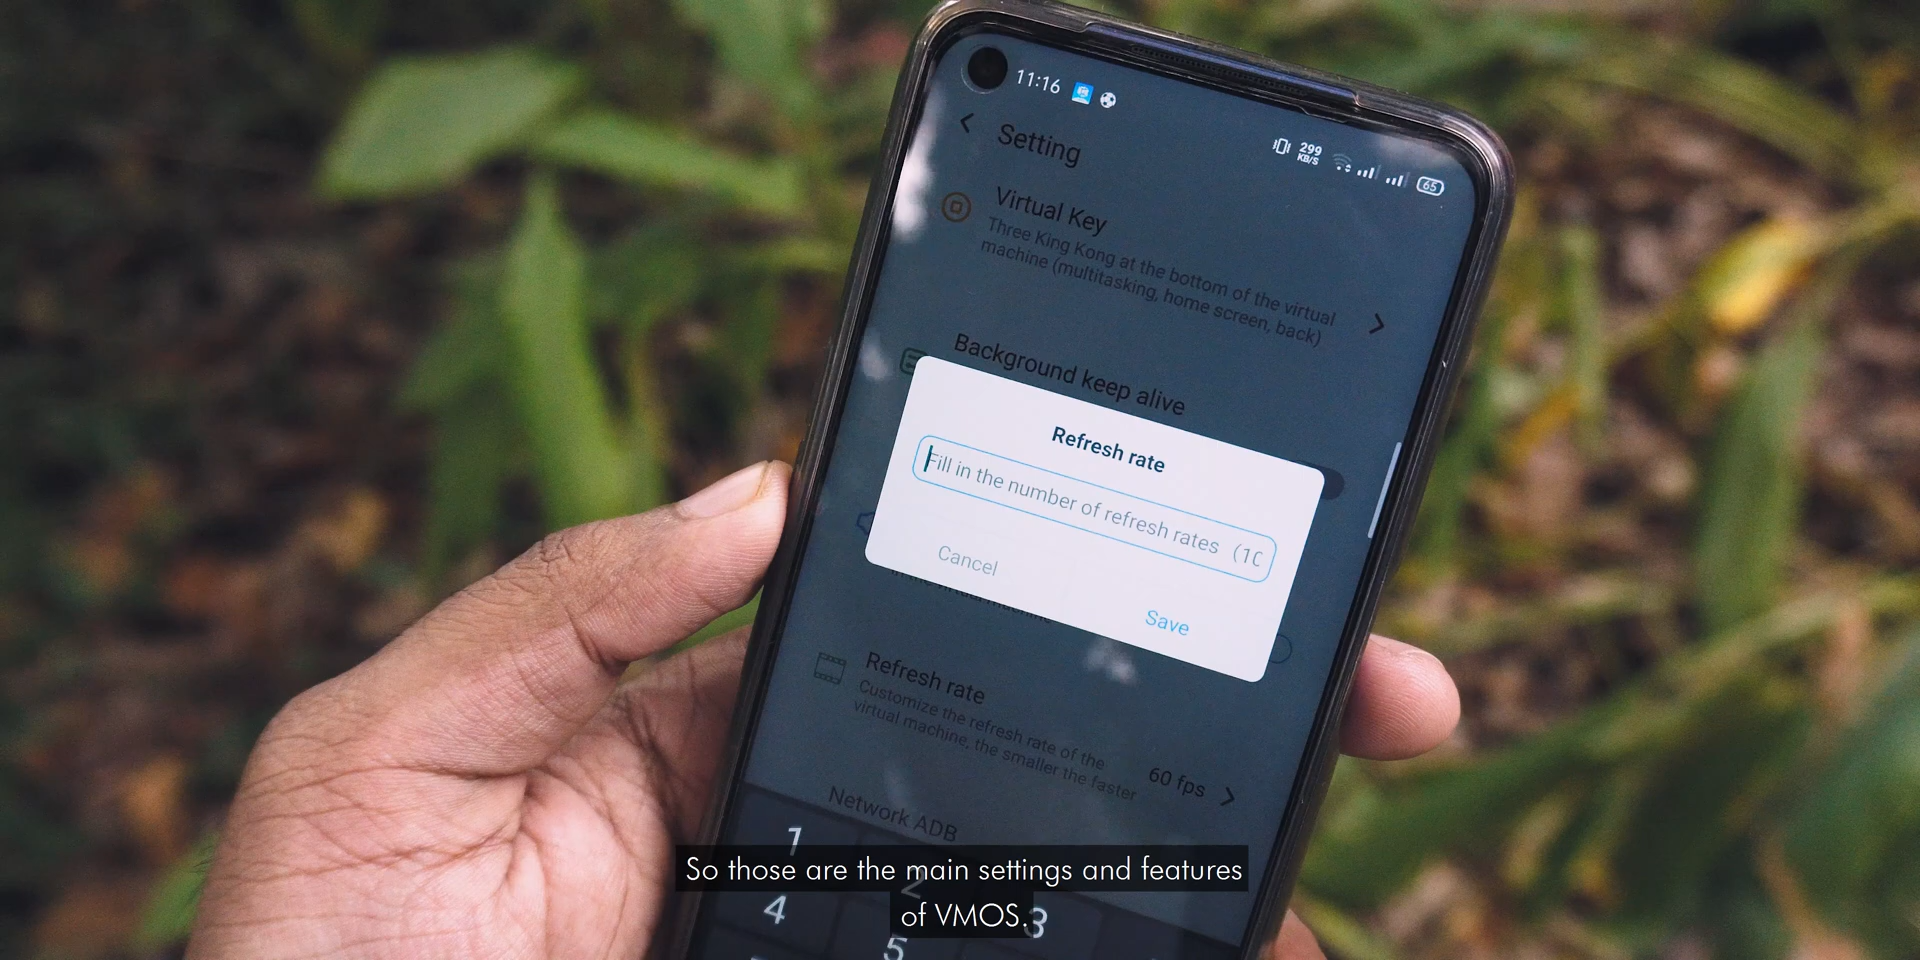 11:16
299
KB/S
65
Setting
Virtual Key
Three King Kong at the bottom of the virtual
machine (multitasking, home screen, back)
Background keep alive
Refresh rate
Fill in the number of refresh rates (10
Cancel
Save
Refresh rate
Customize the refresh rate of the
virtual machine, the smaller the faster
60 fps
Network ADB
1
2
3
4
5
So those are the main settings and features
of VMOS.